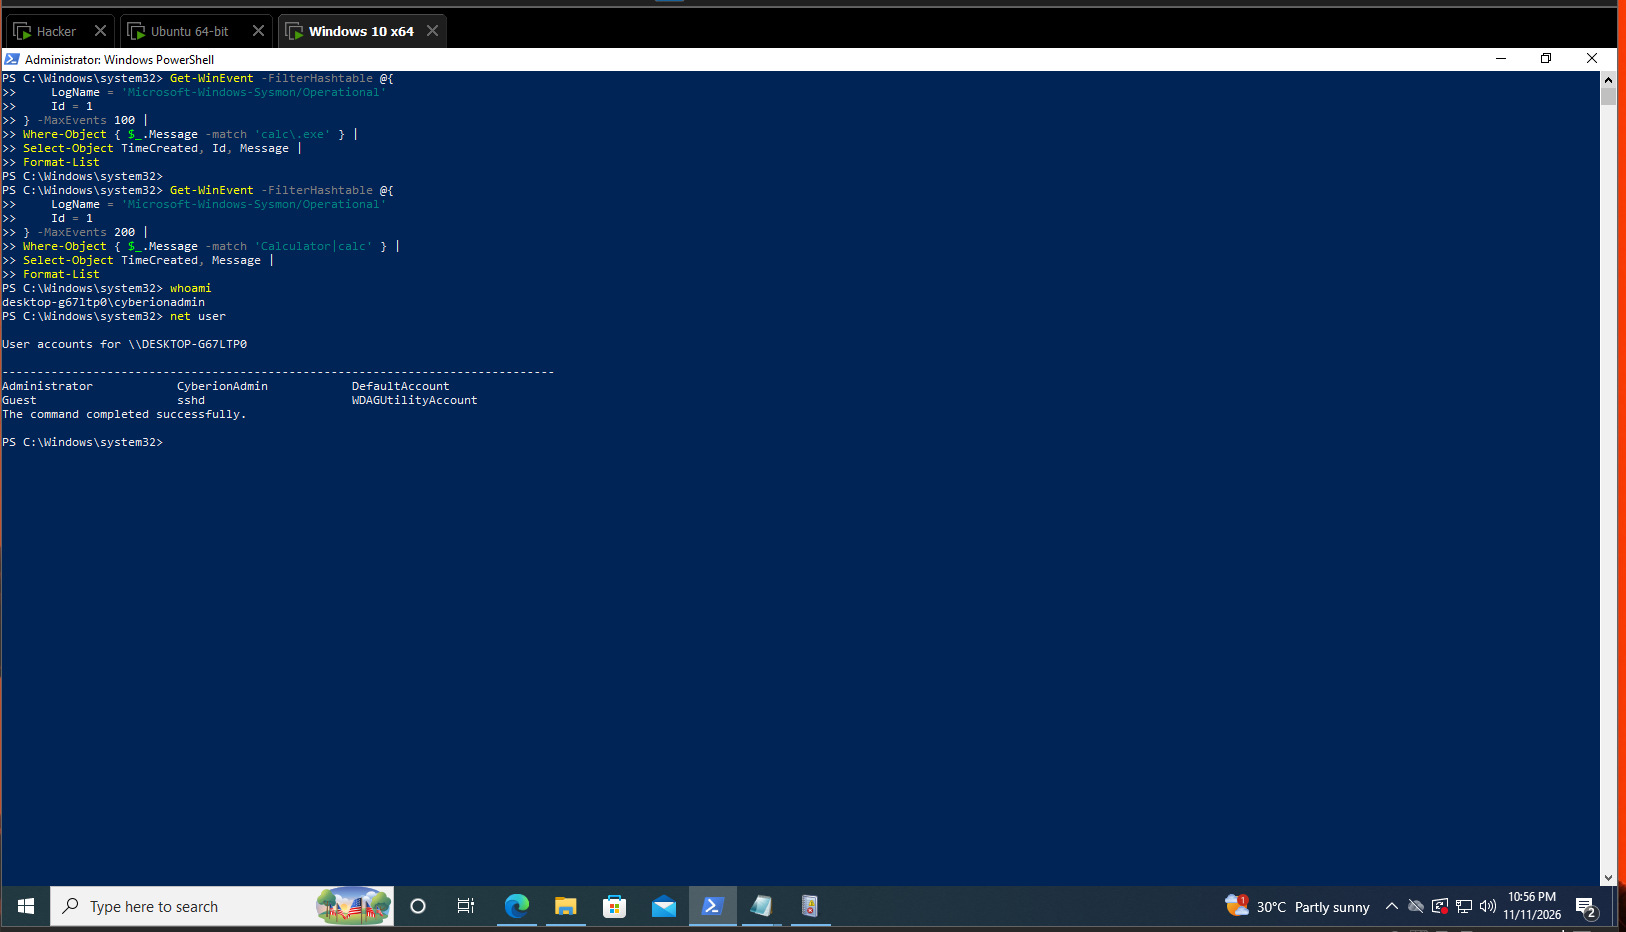 Hacker
Ubuntu 64-bit
Windows 10 x64
Administrator: Windows PowerShell
PS C:\Windows\system32> Get-WinEvent -FilterHashtable @{
>>     LogName = 'Microsoft-Windows-Sysmon/Operational'
>>     Id = 1
>> } -MaxEvents 100 |
>> Where-Object { $_.Message -match 'calc\.exe' } |
>> Select-Object TimeCreated, Id, Message |
>> Format-List
PS C:\Windows\system32>
PS C:\Windows\system32> Get-WinEvent -FilterHashtable @{
>>     LogName = 'Microsoft-Windows-Sysmon/Operational'
>>     Id = 1
>> } -MaxEvents 200 |
>> Where-Object { $_.Message -match 'Calculator|calc' } |
>> Select-Object TimeCreated, Message |
>> Format-List
PS C:\Windows\system32> whoami
desktop-g67ltp0\cyberionadmin
PS C:\Windows\system32> net user
User accounts for \\DESKTOP-G67LTP0
-------------------------------------------------------------------------------
Administrator            CyberionAdmin            DefaultAccount
Guest                    sshd                     WDAGUtilityAccount
The command completed successfully.
PS C:\Windows\system32>
Type here to search
1
30°C Partly sunny
10:56 PM
11/11/2026
2